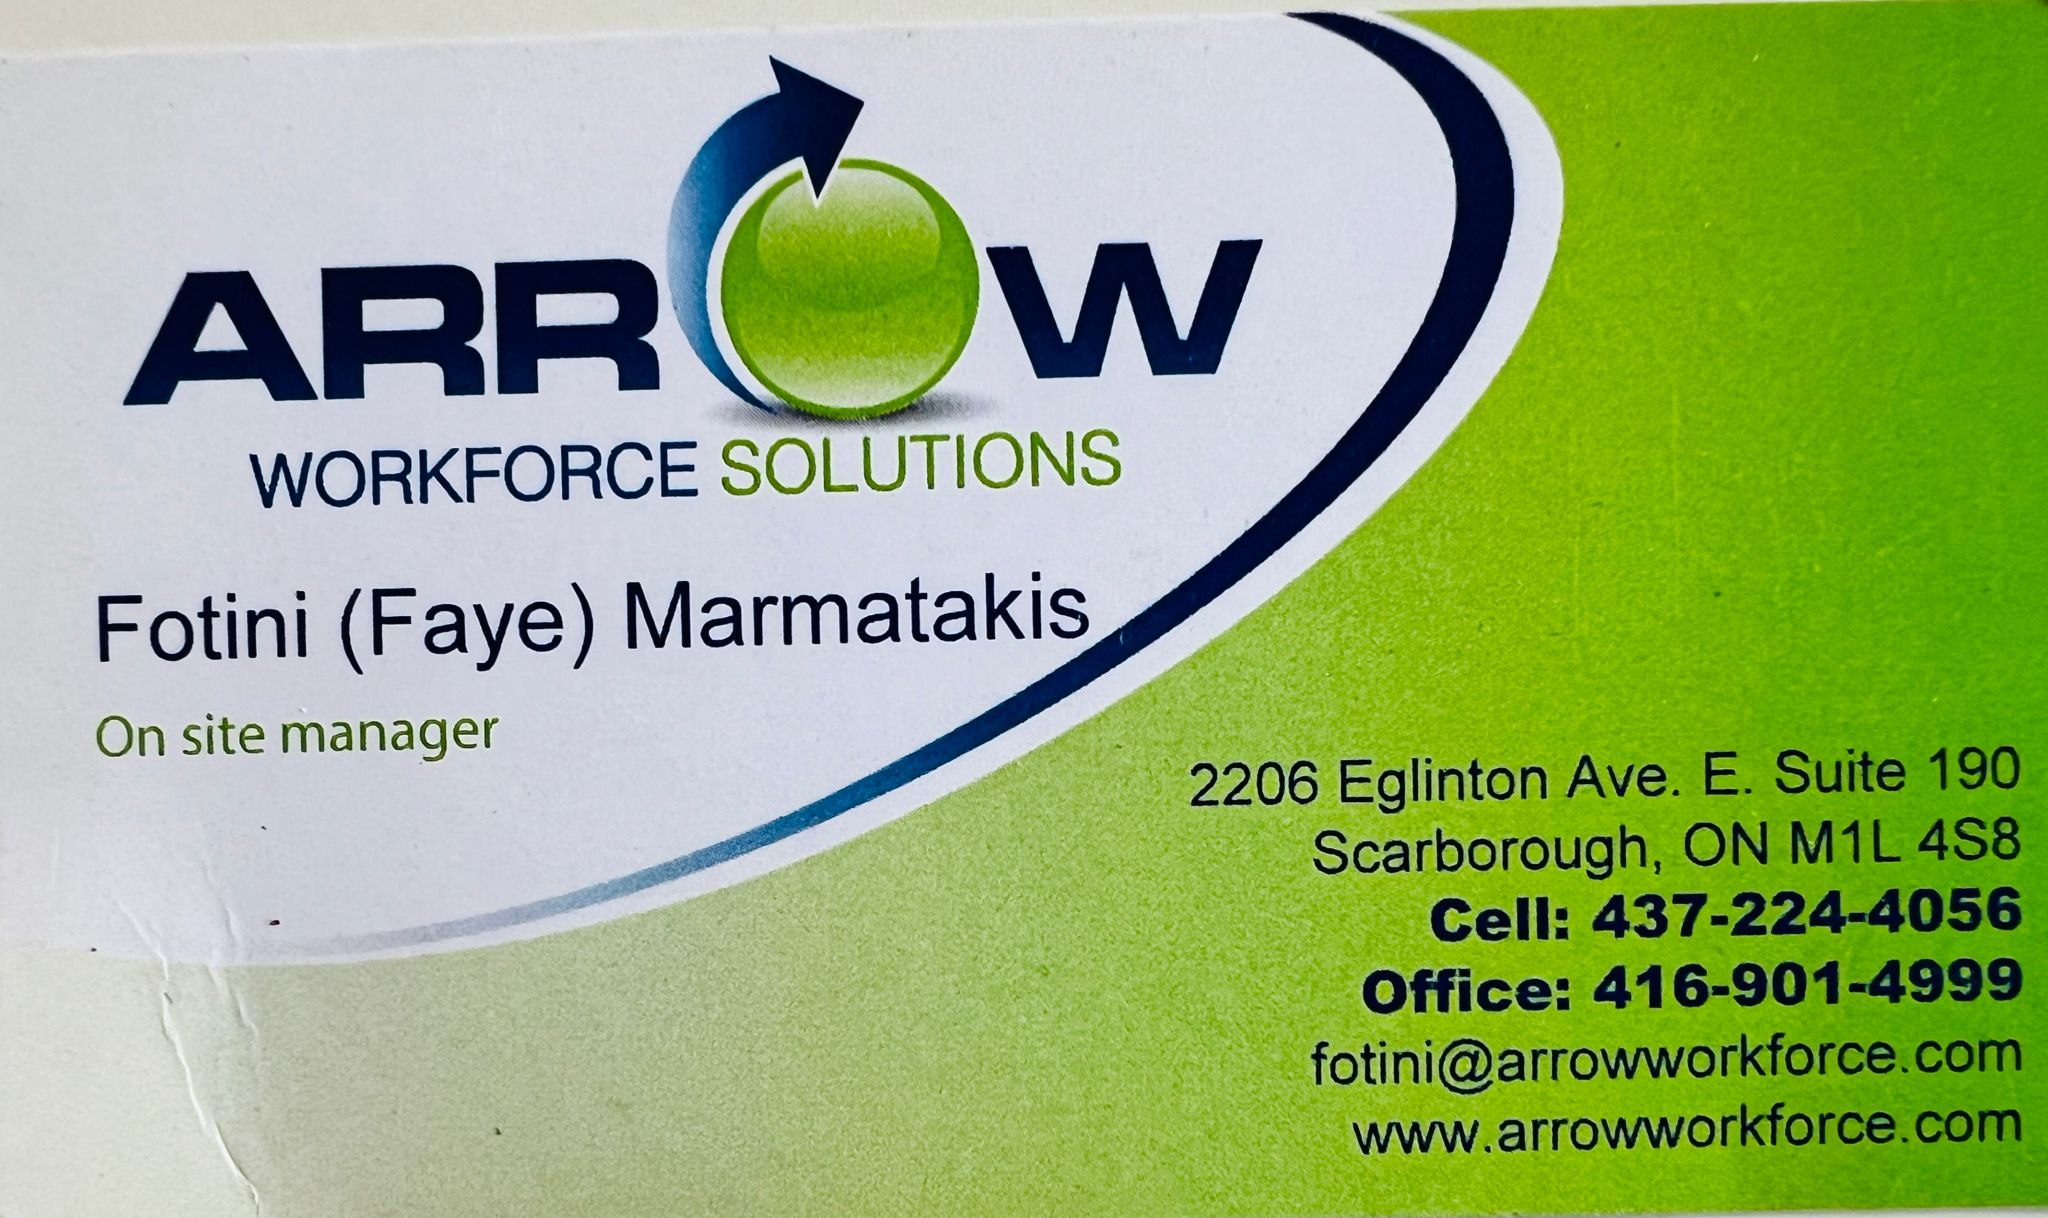 ARROW
WORKFORCE SOLUTIONS
Fotini (Faye) Marmatakis
On site manager
2206 Eglinton Ave. E. Suite 190
Scarborough, ON M1L 4S8
Cell: 437-224-4056
Office: 416-901-4999
fotini@arrowworkforce.com
www.arrowworkforce.com